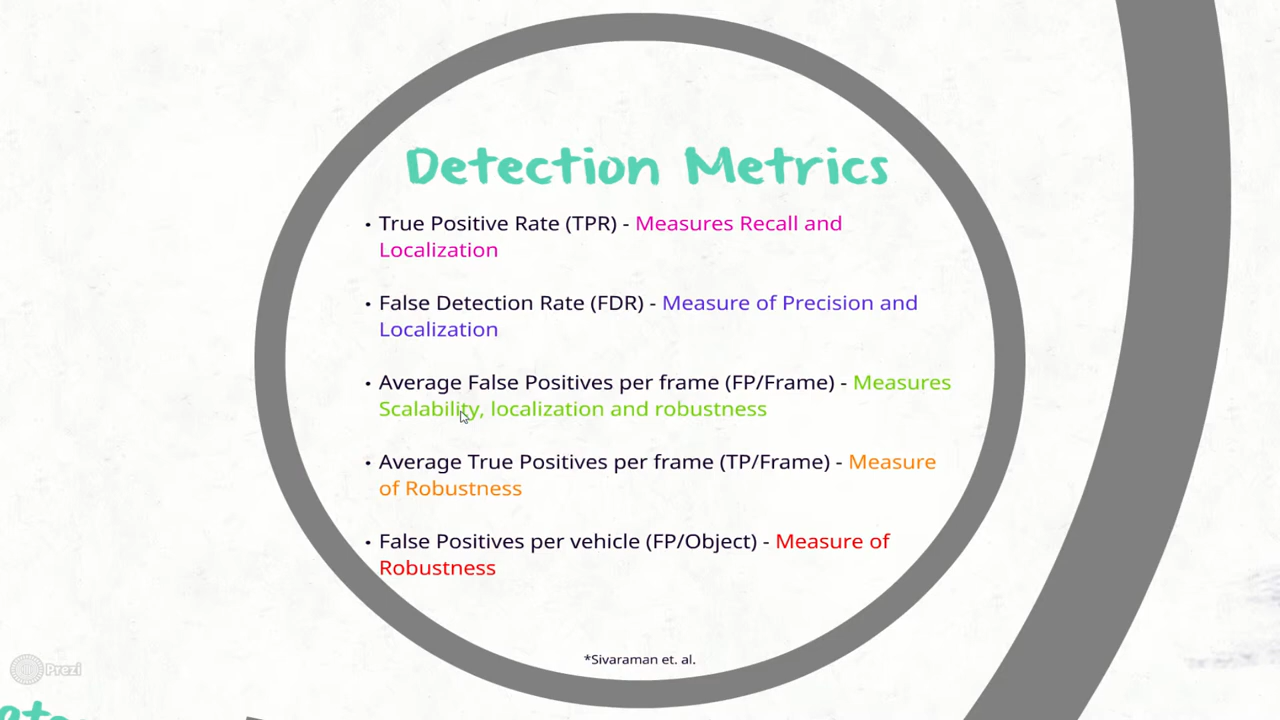 Detection Metrics
• True Positive Rate (TPR) - Measures Recall and
Localization
• False Detection Rate (FDR) - Measure of Precision and
Localization
• Average False Positives per frame (FP/Frame) - Measures
Scalability, localization and robustness
• Average True Positives per frame (TP/Frame) - Measure
of Robustness
• False Positives per vehicle (FP/Object) - Measure of
Robustness
*Sivaraman et. al.
Prezi